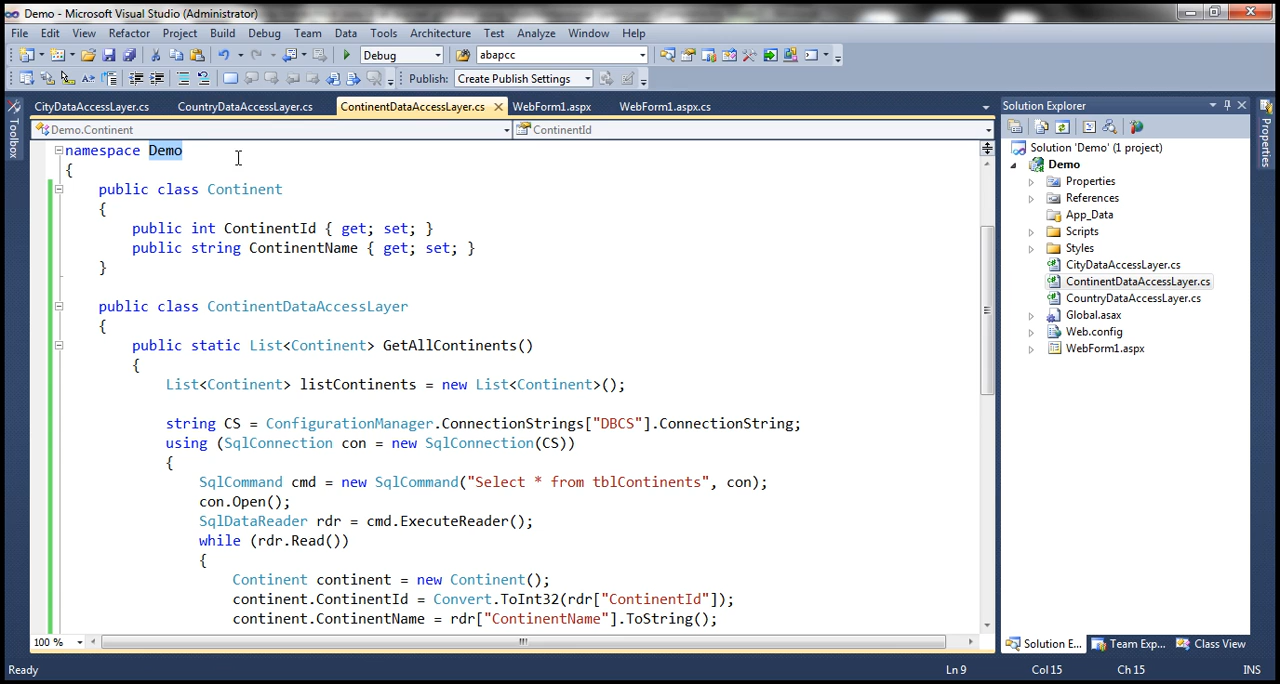 Demo - Microsoft Visual Studio (Administrator)
File Edit View Refactor Project Build Debug Team Data Tools Architecture Test Analyze Window Help
Debug abapcc
Publish: Create Publish Settings
CityDataAccessLayer.cs CountryDataAccessLayer.cs ContinentDataAccessLayer.cs WebForm1.aspx WebForm1.aspx.cs
Demo.Continent ContinentId
Toolbox
namespace Demo
{
public class Continent
{
public int ContinentId { get; set; }
public string ContinentName { get; set; }
}
public class ContinentDataAccessLayer
{
public static List<Continent> GetAllContinents()
{
List<Continent> listContinents = new List<Continent>();
string CS = ConfigurationManager.ConnectionStrings["DBCS"].ConnectionString;
using (SqlConnection con = new SqlConnection(CS))
{
SqlCommand cmd = new SqlCommand("Select * from tblContinents", con);
con.Open();
SqlDataReader rdr = cmd.ExecuteReader();
while (rdr.Read())
{
Continent continent = new Continent();
continent.ContinentId = Convert.ToInt32(rdr["ContinentId"]);
continent.ContinentName = rdr["ContinentName"].ToString();
100 %
Solution Explorer
Solution 'Demo' (1 project)
Demo
Properties
References
App_Data
Scripts
Styles
CityDataAccessLayer.cs
ContinentDataAccessLayer.cs
CountryDataAccessLayer.cs
Global.asax
Web.config
WebForm1.aspx
Solution E... Team Exp... Class View
Properties
Ready Ln 9 Col 15 Ch 15 INS